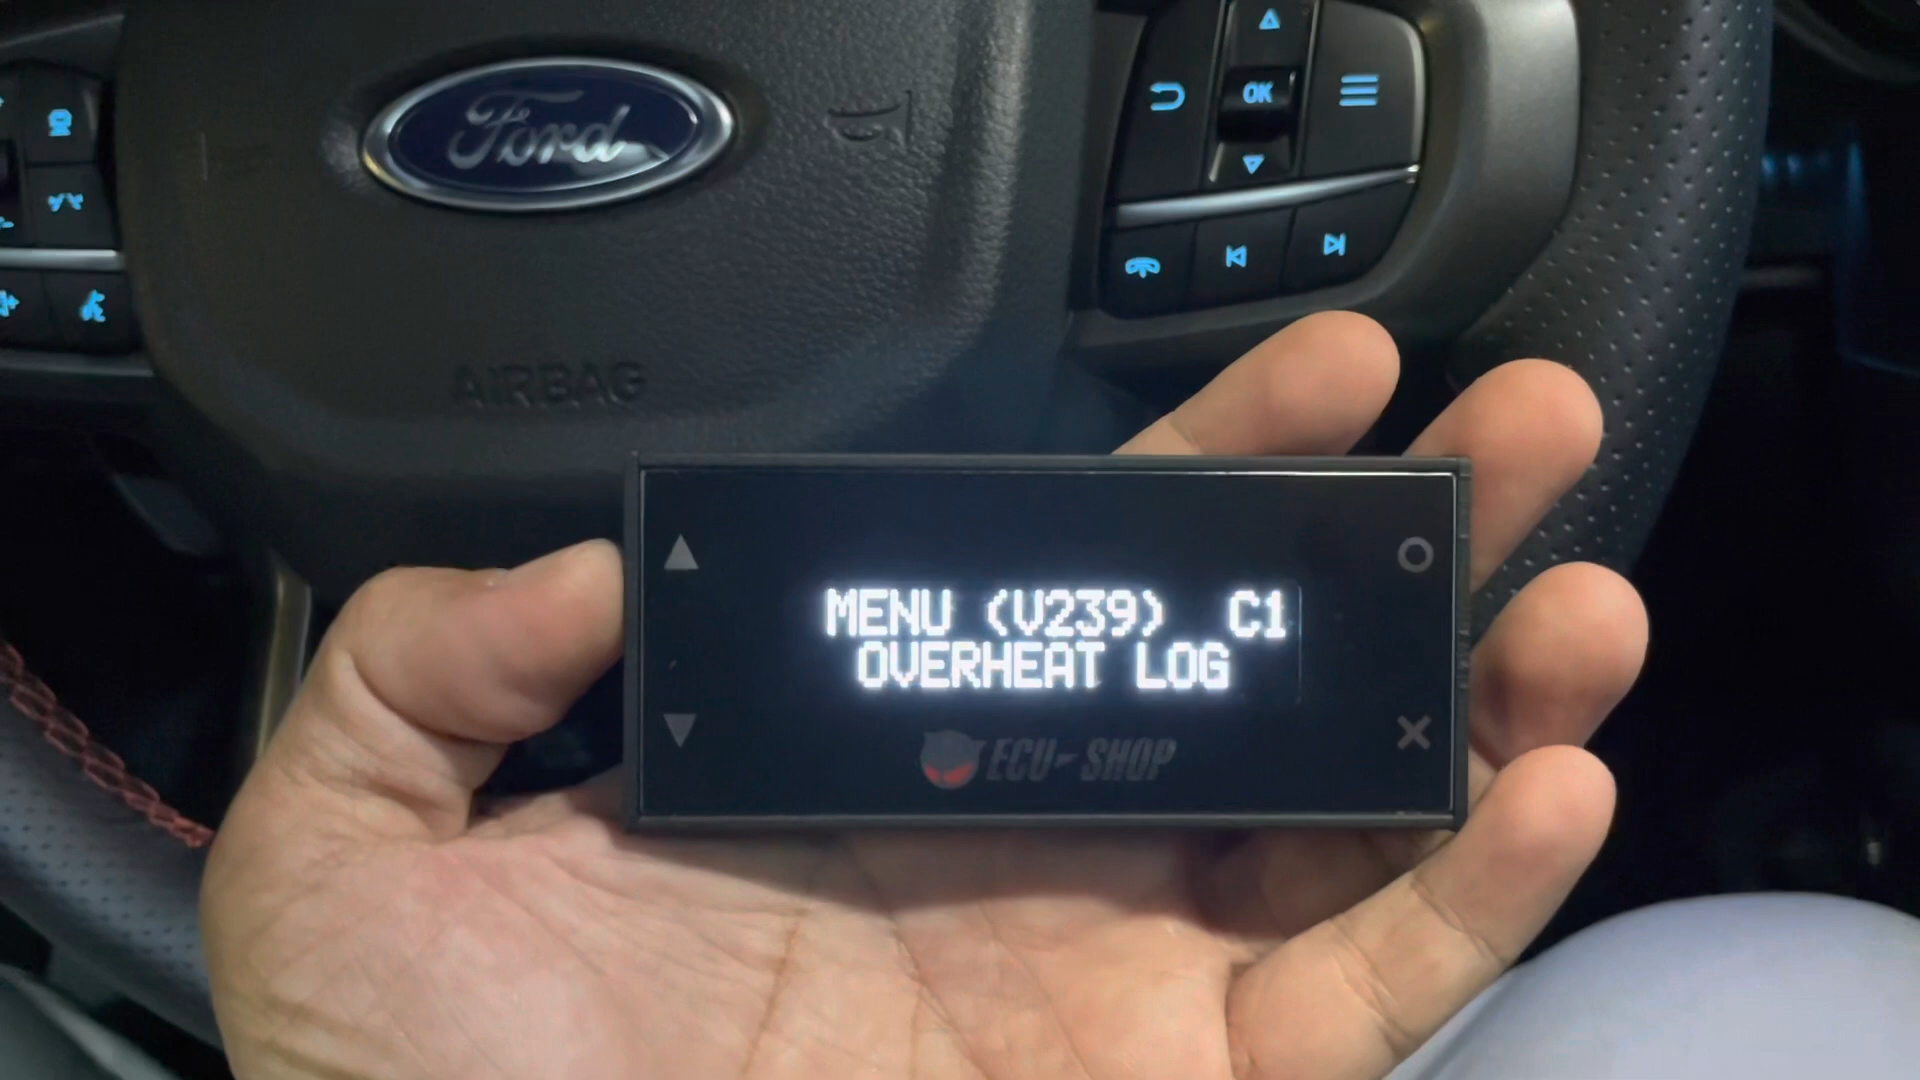 Ford
OK
AIRBAG
MENU (V239) C1
OVERHEAT LOG
ECU-SHOP